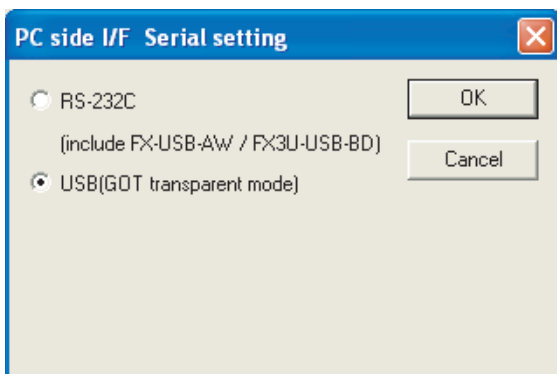 PC side I/F Serial setting
RS-232C
(include FX-USB-AW / FX3U-USB-BD)
USB(GOT transparent mode)
OK
Cancel